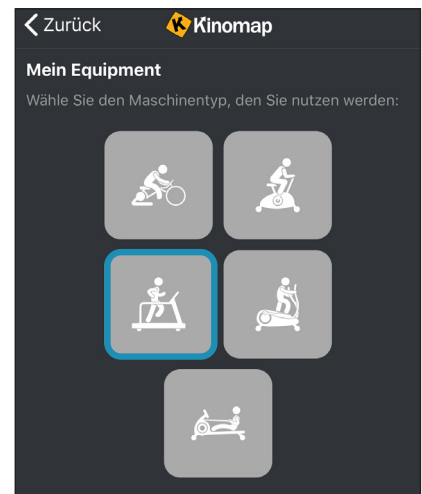 Zurück
Kinomap
Mein Equipment
Wähle Sie den Maschinentyp, den Sie nutzen werden: